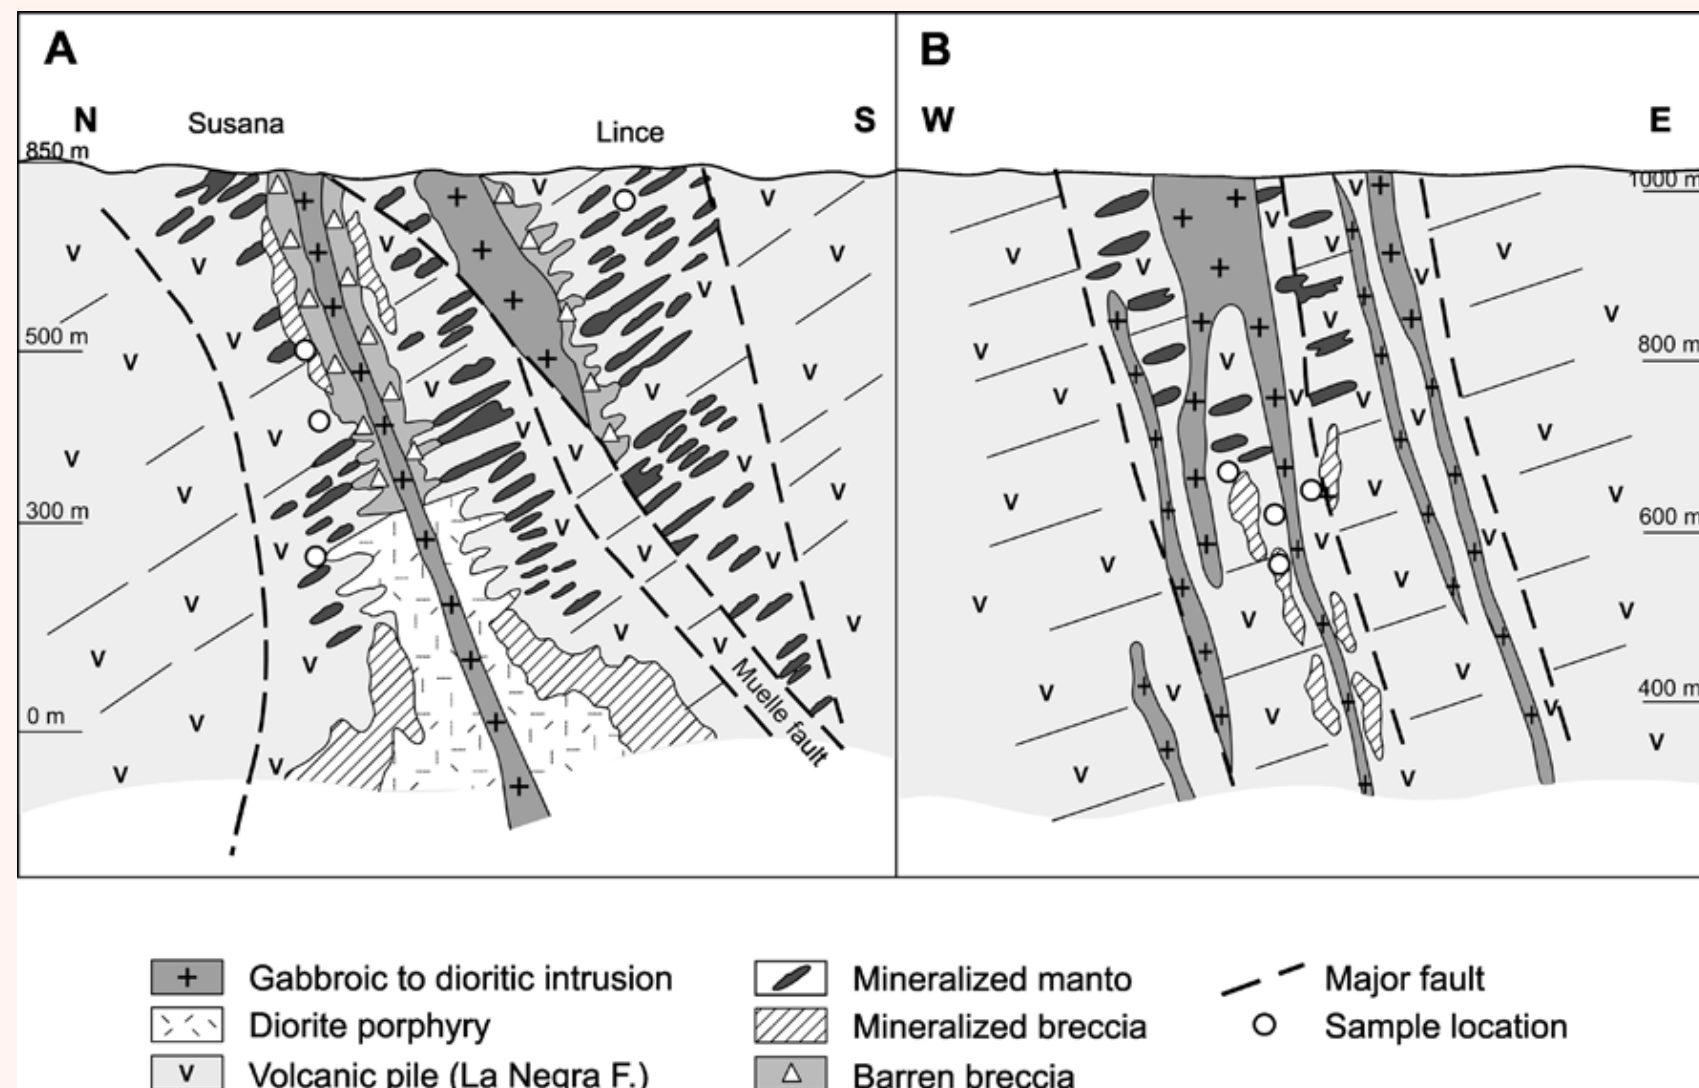 A
B
N
Susana
Lince
S
W
E
850 m
500 m
300 m
0 m
Muelle fault
1000 m
800 m
600 m
400 m
Gabbroic to dioritic intrusion
Mineralized manto
Major fault
Diorite porphyry
Mineralized breccia
Sample location
v
Volcanic pile (La Negra F.)
Barren breccia